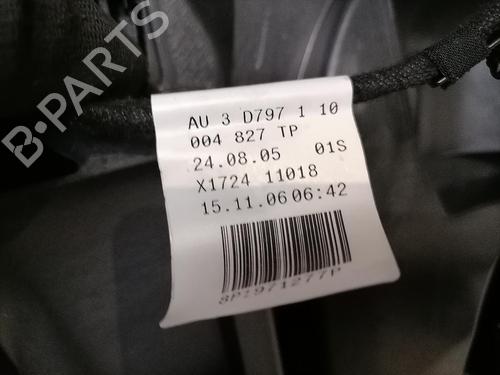 AU 3 D797 1 10
004 827 TP
24.08.05 01S
X1724 11018
15.11.06 06:42
8P1971277P
B-PARTS